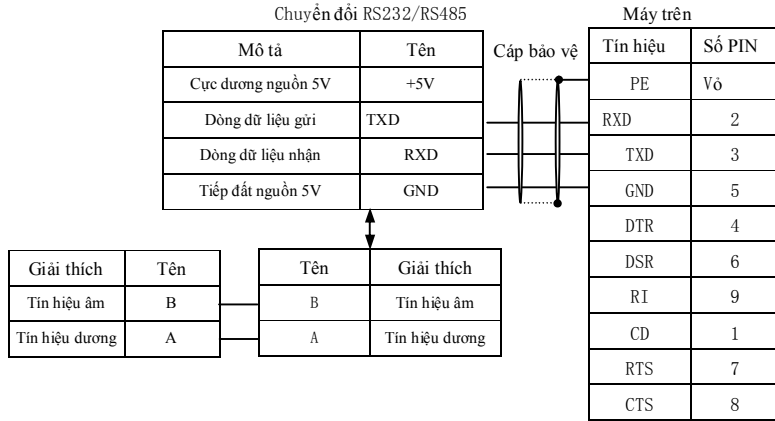 Chuyển đổi RS232/RS485
Mô tả Tên
Cực dương nguồn 5V +5V
Dòng dữ liệu gửi TXD
Dòng dữ liệu nhận RXD
Tiếp đất nguồn 5V GND
Cáp bảo vệ
Máy trên
Tín hiệu Số PIN
PE Vỏ
RXD 2
TXD 3
GND 5
DTR 4
DSR 6
RI 9
CD 1
RTS 7
CTS 8
Giải thích Tên
Tín hiệu âm B
Tín hiệu dương A
Tên Giải thích
B Tín hiệu âm
A Tín hiệu dương